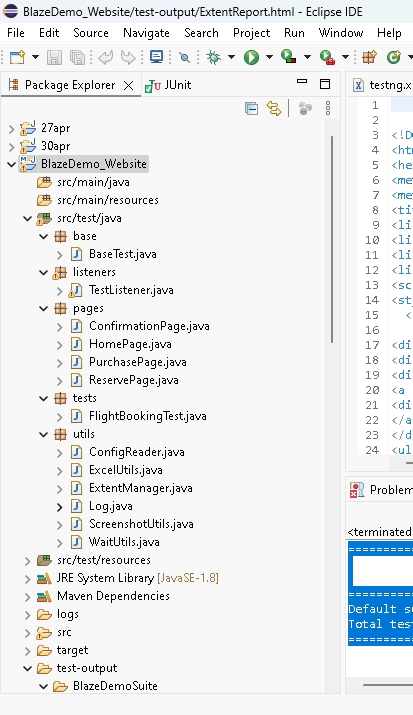 BlazeDemo_Website/test-output/ExtentReport.html - Eclipse IDE
File Edit Source Navigate Search Project Run Window Help
Package Explorer
JUnit
27apr
30apr
BlazeDemo_Website
src/main/java
src/main/resources
src/test/java
base
BaseTest.java
listeners
TestListener.java
pages
ConfirmationPage.java
HomePage.java
PurchasePage.java
ReservePage.java
tests
FlightBookingTest.java
utils
ConfigReader.java
ExcelUtils.java
ExtentManager.java
Log.java
ScreenshotUtils.java
WaitUtils.java
src/test/resources
JRE System Library [JavaSE-1.8]
Maven Dependencies
logs
src
target
test-output
BlazeDemoSuite
testng.x
1
2
3 <!D
4 <ht
5 <he
6 <me
7 <me
8 <ti
9 <li
10 <li
11 <li
12 <li
13 <sc
14 <st
15 <
16
17 <di
18 <di
19 <di
20 <a
21 <di
22 </a
23 </d
24 <ul
Problem
<terminated
===========
===========
Default su
Total test
===========